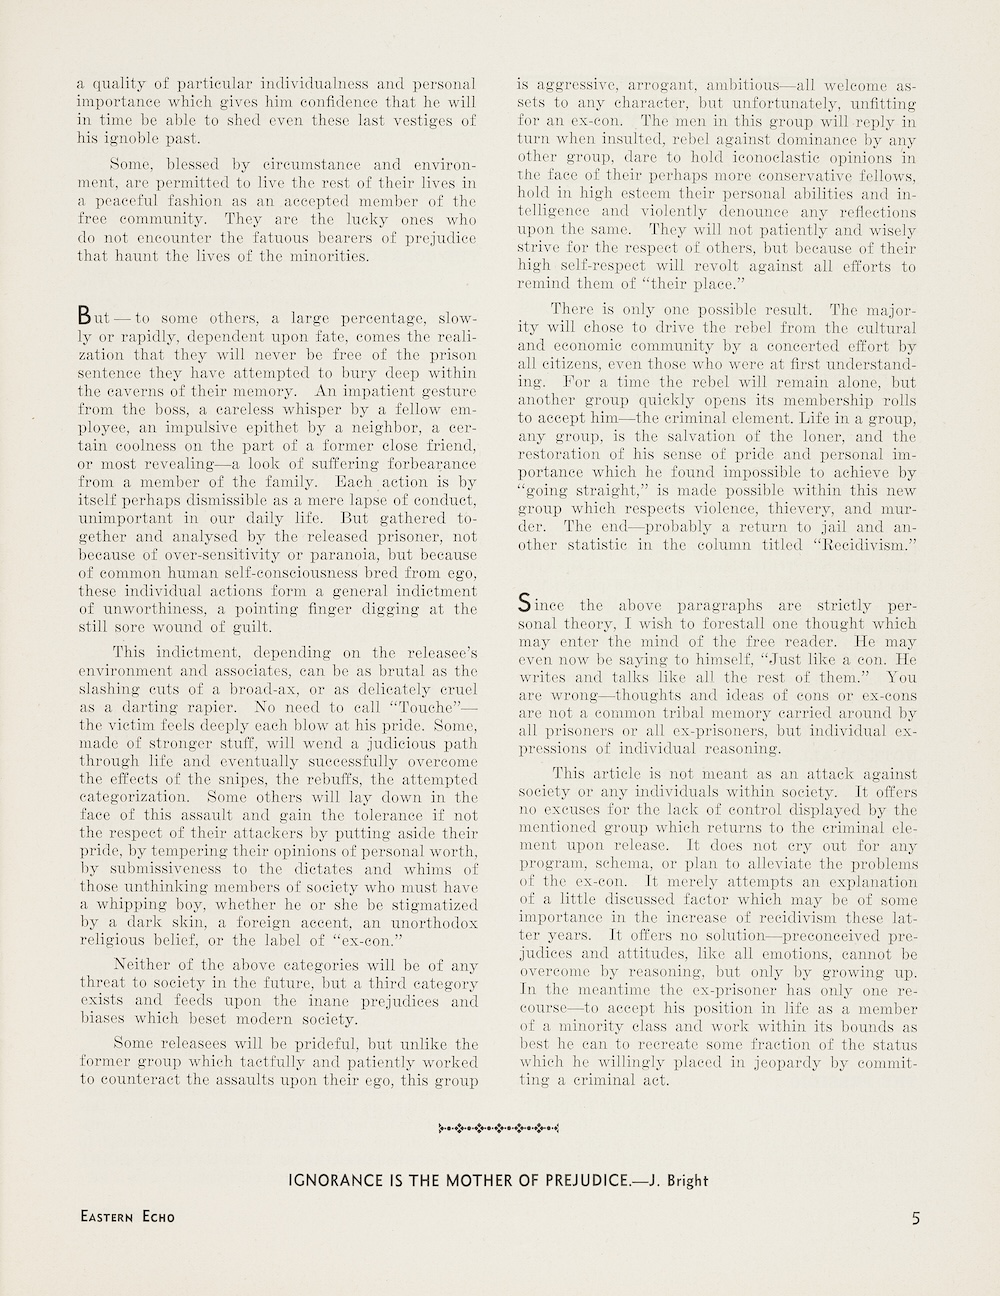 a quality of particular individualness and personal
importance which gives him confidence that he will
in time be able to shed even these last vestiges of
his ignoble past.
Some, blessed by circumstance and environ-
ment, are permitted to live the rest of their lives in
a peaceful fashion as an accepted member of the
free community. They are the lucky ones who
do not encounter the fatuous bearers of prejudice
that haunt the lives of the minorities.
But — to some others, a large percentage, slow-
ly or rapidly, dependent upon fate, comes the reali-
zation that they will never be free of the prison
sentence they have attempted to bury deep within
the caverns of their memory. An impatient gesture
from the boss, a careless whisper by a fellow em-
ployee, an impulsive epithet by a neighbor, a cer-
tain coolness on the part of a former close friend,
or most revealing—a look of suffering forbearance
from a member of the family. Each action is by
itself perhaps dismissible as a mere lapse of conduct,
unimportant in our daily life. But gathered to-
gether and analysed by the released prisoner, not
because of over-sensitivity or paranoia, but because
of common human self-consciousness bred from ego,
these individual actions form a general indictment
of unworthiness, a pointing finger digging at the
still sore wound of guilt.
This indictment, depending on the releasee's
environment and associates, can be as brutal as the
slashing cuts of a broad-ax, or as delicately cruel
as a darting rapier. No need to call "Touche"—
the victim feels deeply each blow at his pride. Some,
made of stronger stuff, will wend a judicious path
through life and eventually successfully overcome
the effects of the snipes, the rebuffs, the attempted
categorization. Some others will lay down in the
face of this assault and gain the tolerance if not
the respect of their attackers by putting aside their
pride, by tempering their opinions of personal worth,
by submissiveness to the dictates and whims of
those unthinking members of society who must have
a whipping boy, whether he or she be stigmatized
by a dark skin, a foreign accent, an unorthodox
religious belief, or the label of "ex-con."
Neither of the above categories will be of any
threat to society in the future, but a third category
exists and feeds upon the inane prejudices and
biases which beset modern society.
Some releasees will be prideful, but unlike the
former group which tactfully and patiently worked
to counteract the assaults upon their ego, this group
is aggressive, arrogant, ambitious—all welcome as-
sets to any character, but unfortunately, unfitting
for an ex-con. The men in this group will reply in
turn when insulted, rebel against dominance by any
other group, dare to hold iconoclastic opinions in
the face of their perhaps more conservative fellows,
hold in high esteem their personal abilities and in-
telligence and violently denounce any reflections
upon the same. They will not patiently and wisely
strive for the respect of others, but because of their
high self-respect will revolt against all efforts to
remind them of "their place."
There is only one possible result. The major-
ity will chose to drive the rebel from the cultural
and economic community by a concerted effort by
all citizens, even those who were at first understand-
ing. For a time the rebel will remain alone, but
another group quickly opens its membership rolls
to accept him—the criminal element. Life in a group,
any group, is the salvation of the loner, and the
restoration of his sense of pride and personal im-
portance which he found impossible to achieve by
"going straight," is made possible within this new
group which respects violence, thievery, and mur-
der. The end—probably a return to jail and an-
other statistic in the column titled "Recidivism."
Since the above paragraphs are strictly per-
sonal theory, I wish to forestall one thought which
may enter the mind of the free reader. He may
even now be saying to himself, "Just like a con. He
writes and talks like all the rest of them." You
are wrong—thoughts and ideas of cons or ex-cons
are not a common tribal memory carried around by
all prisoners or all ex-prisoners, but individual ex-
pressions of individual reasoning.
This article is not meant as an attack against
society or any individuals within society. It offers
no excuses for the lack of control displayed by the
mentioned group which returns to the criminal ele-
ment upon release. It does not cry out for any
program, schema, or plan to alleviate the problems
of the ex-con. It merely attempts an explanation
of a little discussed factor which may be of some
importance in the increase of recidivism these lat-
ter years. It offers no solution—preconceived pre-
judices and attitudes, like all emotions, cannot be
overcome by reasoning, but only by growing up.
In the meantime the ex-prisoner has only one re-
course—to accept his position in life as a member
of a minority class and work within its bounds as
best he can to recreate some fraction of the status
which he willingly placed in jeopardy by commit-
ting a criminal act.
IGNORANCE IS THE MOTHER OF PREJUDICE.—J. Bright
EASTERN ECHO
5